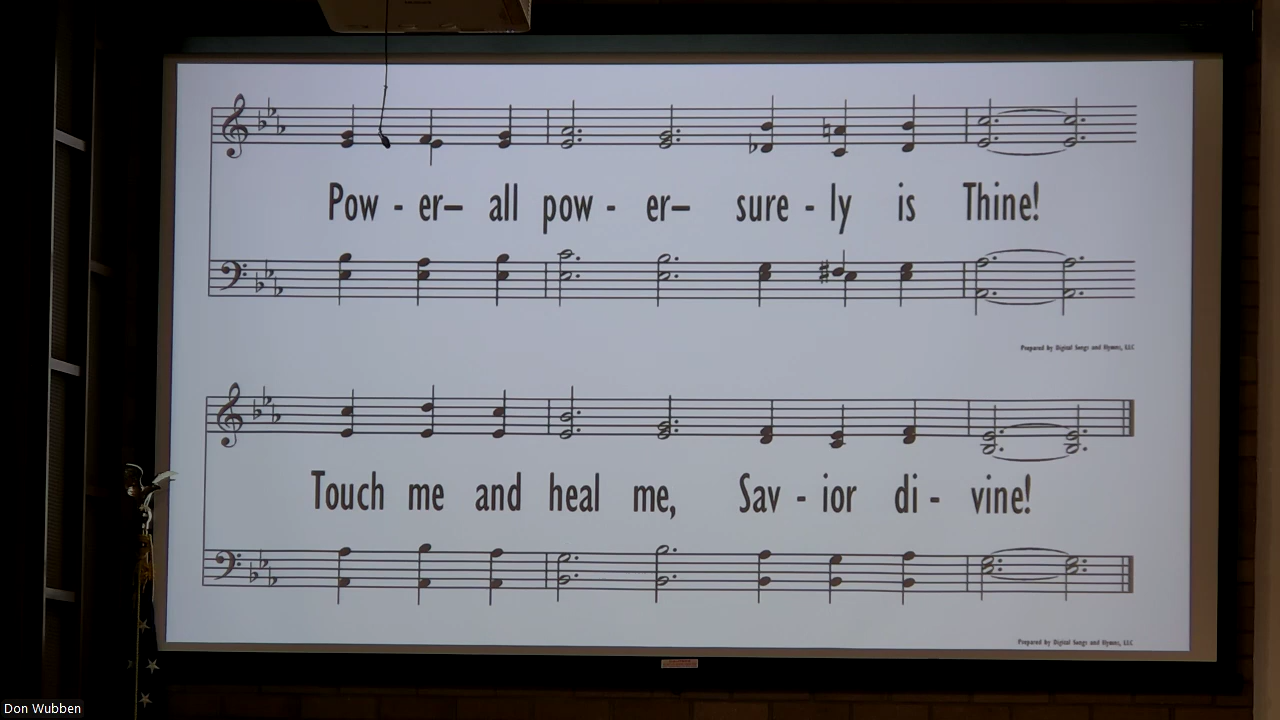 Pow - er– all pow - er– sure - ly is Thine!
Prepared by Digital Songs and Hymns, LLC
Touch me and heal me, Sav - ior di - vine!
Prepared by Digital Songs and Hymns, LLC
Don Wubben